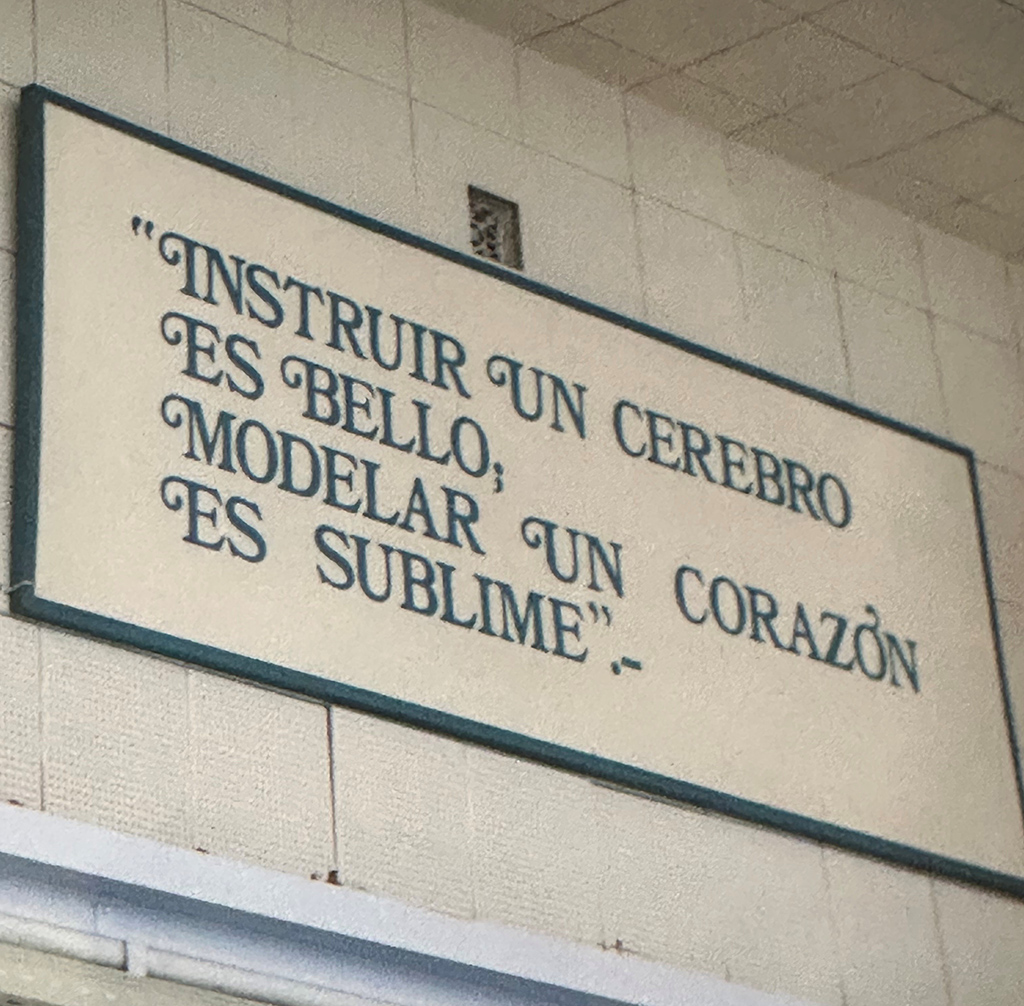 "INSTRUIR UN CEREBRO
ES BELLO;
MODELAR UN CORAZÓN
ES SUBLIME”.-